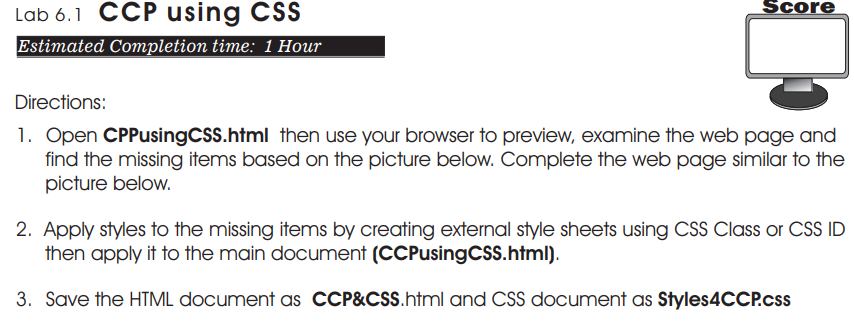 Lab 6.1 CCP using CSS
Score
Estimated Completion time: 1 Hour
Directions:
1. Open CPPusingCSS.html then use your browser to preview, examine the web page and
find the missing items based on the picture below. Complete the web page similar to the
picture below.
2. Apply styles to the missing items by creating external style sheets using CSS Class or CSS ID
then apply it to the main document (CCPusingCSS.html).
3. Save the HTML document as CCP&CSS.html and CSS document as Styles4CCP.css